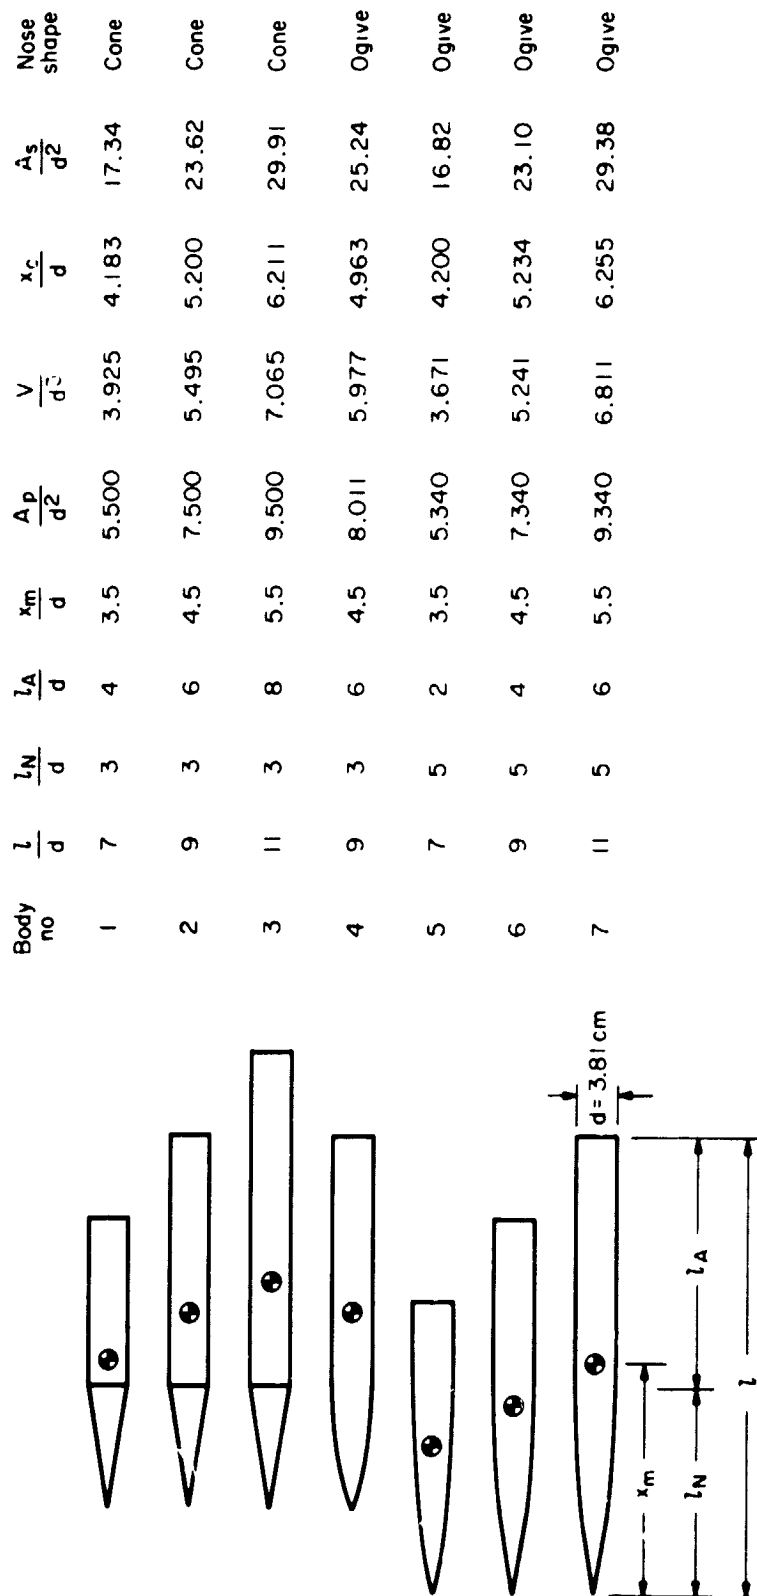 Body no l/d lN/d lA/d xm/d Ap/d2 V/d3 xc/d As/d2 Nose shape
1 7 3 4 3.5 5.500 3.925 4.183 17.34 Cone
2 9 3 6 4.5 7.500 5.495 5.200 23.62 Cone
3 11 3 8 5.5 9.500 7.065 6.211 29.91 Cone
4 9 3 6 4.5 8.011 5.977 4.963 25.24 Ogive
5 7 5 2 3.5 5.340 3.671 4.200 16.82 Ogive
6 9 5 4 4.5 7.340 5.241 5.234 23.10 Ogive
7 11 5 6 5.5 9.340 6.811 6.255 29.38 Ogive
d = 3.81 cm
xm
lN
lA
l